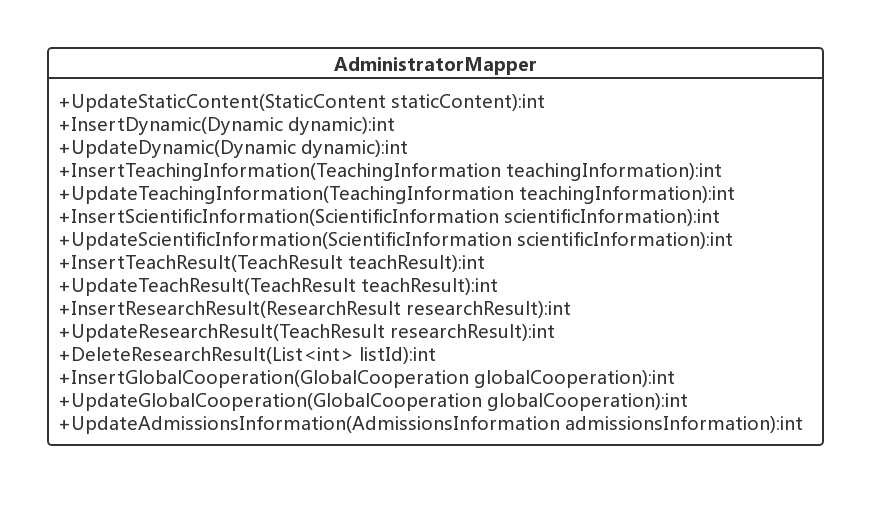 AdministratorMapper
+UpdateStaticContent(StaticContent staticContent):int
+InsertDynamic(Dynamic dynamic):int
+UpdateDynamic(Dynamic dynamic):int
+InsertTeachingInformation(TeachingInformation teachingInformation):int
+UpdateTeachingInformation(TeachingInformation teachingInformation):int
+InsertScientificInformation(ScientificInformation scientificInformation):int
+UpdateScientificInformation(ScientificInformation scientificInformation):int
+InsertTeachResult(TeachResult teachResult):int
+UpdateTeachResult(TeachResult teachResult):int
+InsertResearchResult(ResearchResult researchResult):int
+UpdateResearchResult(TeachResult researchResult):int
+DeleteResearchResult(List<int> listId):int
+InsertGlobalCooperation(GlobalCooperation globalCooperation):int
+UpdateGlobalCooperation(GlobalCooperation globalCooperation):int
+UpdateAdmissionsInformation(AdmissionsInformation admissionsInformation):int